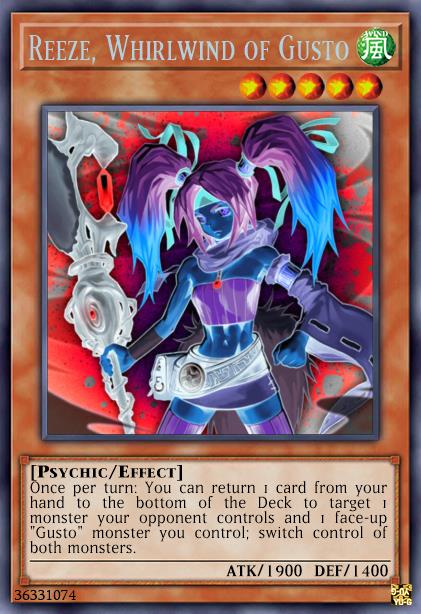 REEZE, WHIRLWIND OF GUSTO
WIND
風
[PSYCHIC/EFFECT]
Once per turn: You can return 1 card from your
hand to the bottom of the Deck to target 1
monster your opponent controls and 1 face-up
"Gusto" monster you control; switch control of
both monsters.
ATK/1900 DEF/1400
36331074